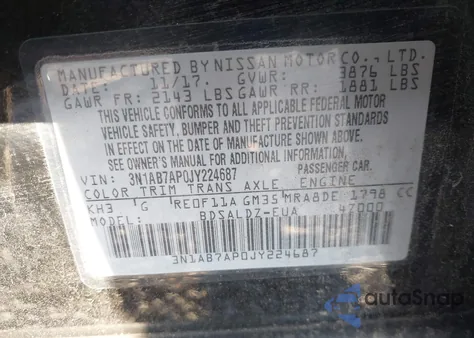 MANUFACTURED BY NISSAN MOTOR CO., LTD.
DATE: 11/17 GVWR: 3876 LBS
GAWR FR: 2143 LBS GAWR RR: 1881 LBS
THIS VEHICLE CONFORMS TO ALL APPLICABLE FEDERAL MOTOR
VEHICLE SAFETY, BUMPER AND THEFT PREVENTION STANDARDS
IN EFFECT ON THE DATE OF MANUFACTURE SHOWN ABOVE.
SEE OWNER'S MANUAL FOR ADDITIONAL INFORMATION.
VIN: 3N1AB7AP0JY224687 PASSENGER CAR.
COLOR TRIM TRANS AXLE ENGINE
KH3 G RE0F11A GM35 MRA8DE 1798 CC
MODEL: BDSALDZ-EUA 47000
3N1AB7AP0JY224687
autoSnap